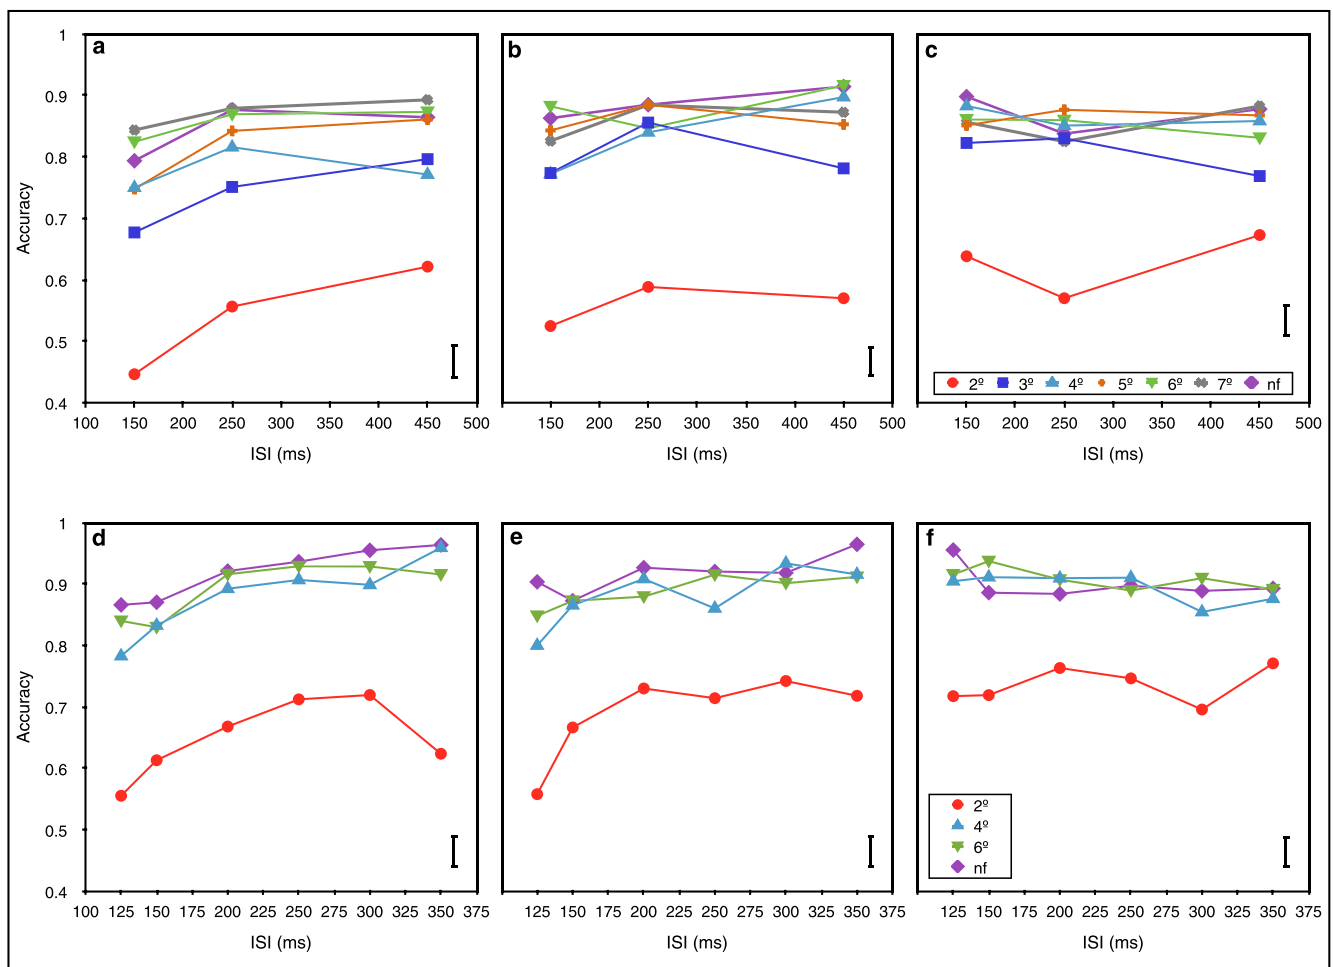 a
b
c
1
0.9
0.8
0.7
0.6
0.5
0.4
Accuracy
2º 3º 4º 5º 6º 7º nf
100 150 200 250 300 350 400 450 500
150 200 250 300 350 400 450 500
150 200 250 300 350 400 450 500
ISI (ms)
ISI (ms)
ISI (ms)
d
e
f
1
0.9
0.8
0.7
0.6
0.5
0.4
Accuracy
2º
4º
6º
nf
100 125 150 200 225 250 275 300 325 350 375
125 150 175 200 225 250 275 300 325 350 375
125 150 175 200 225 250 275 300 325 350 375
ISI (ms)
ISI (ms)
ISI (ms)